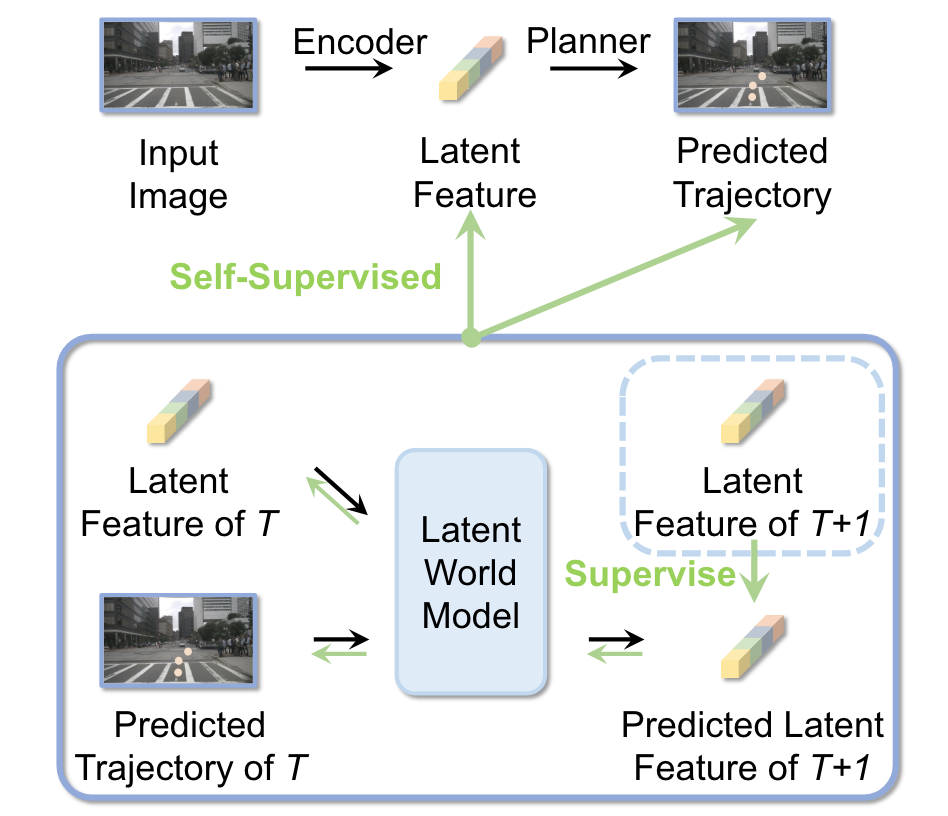 Encoder
Planner
Input
Image
Latent
Feature
Predicted
Trajectory
Self-Supervised
Latent
Feature of T
Latent
World
Model
Latent
Feature of T+1
Supervise
Predicted
Trajectory of T
Predicted Latent
Feature of T+1